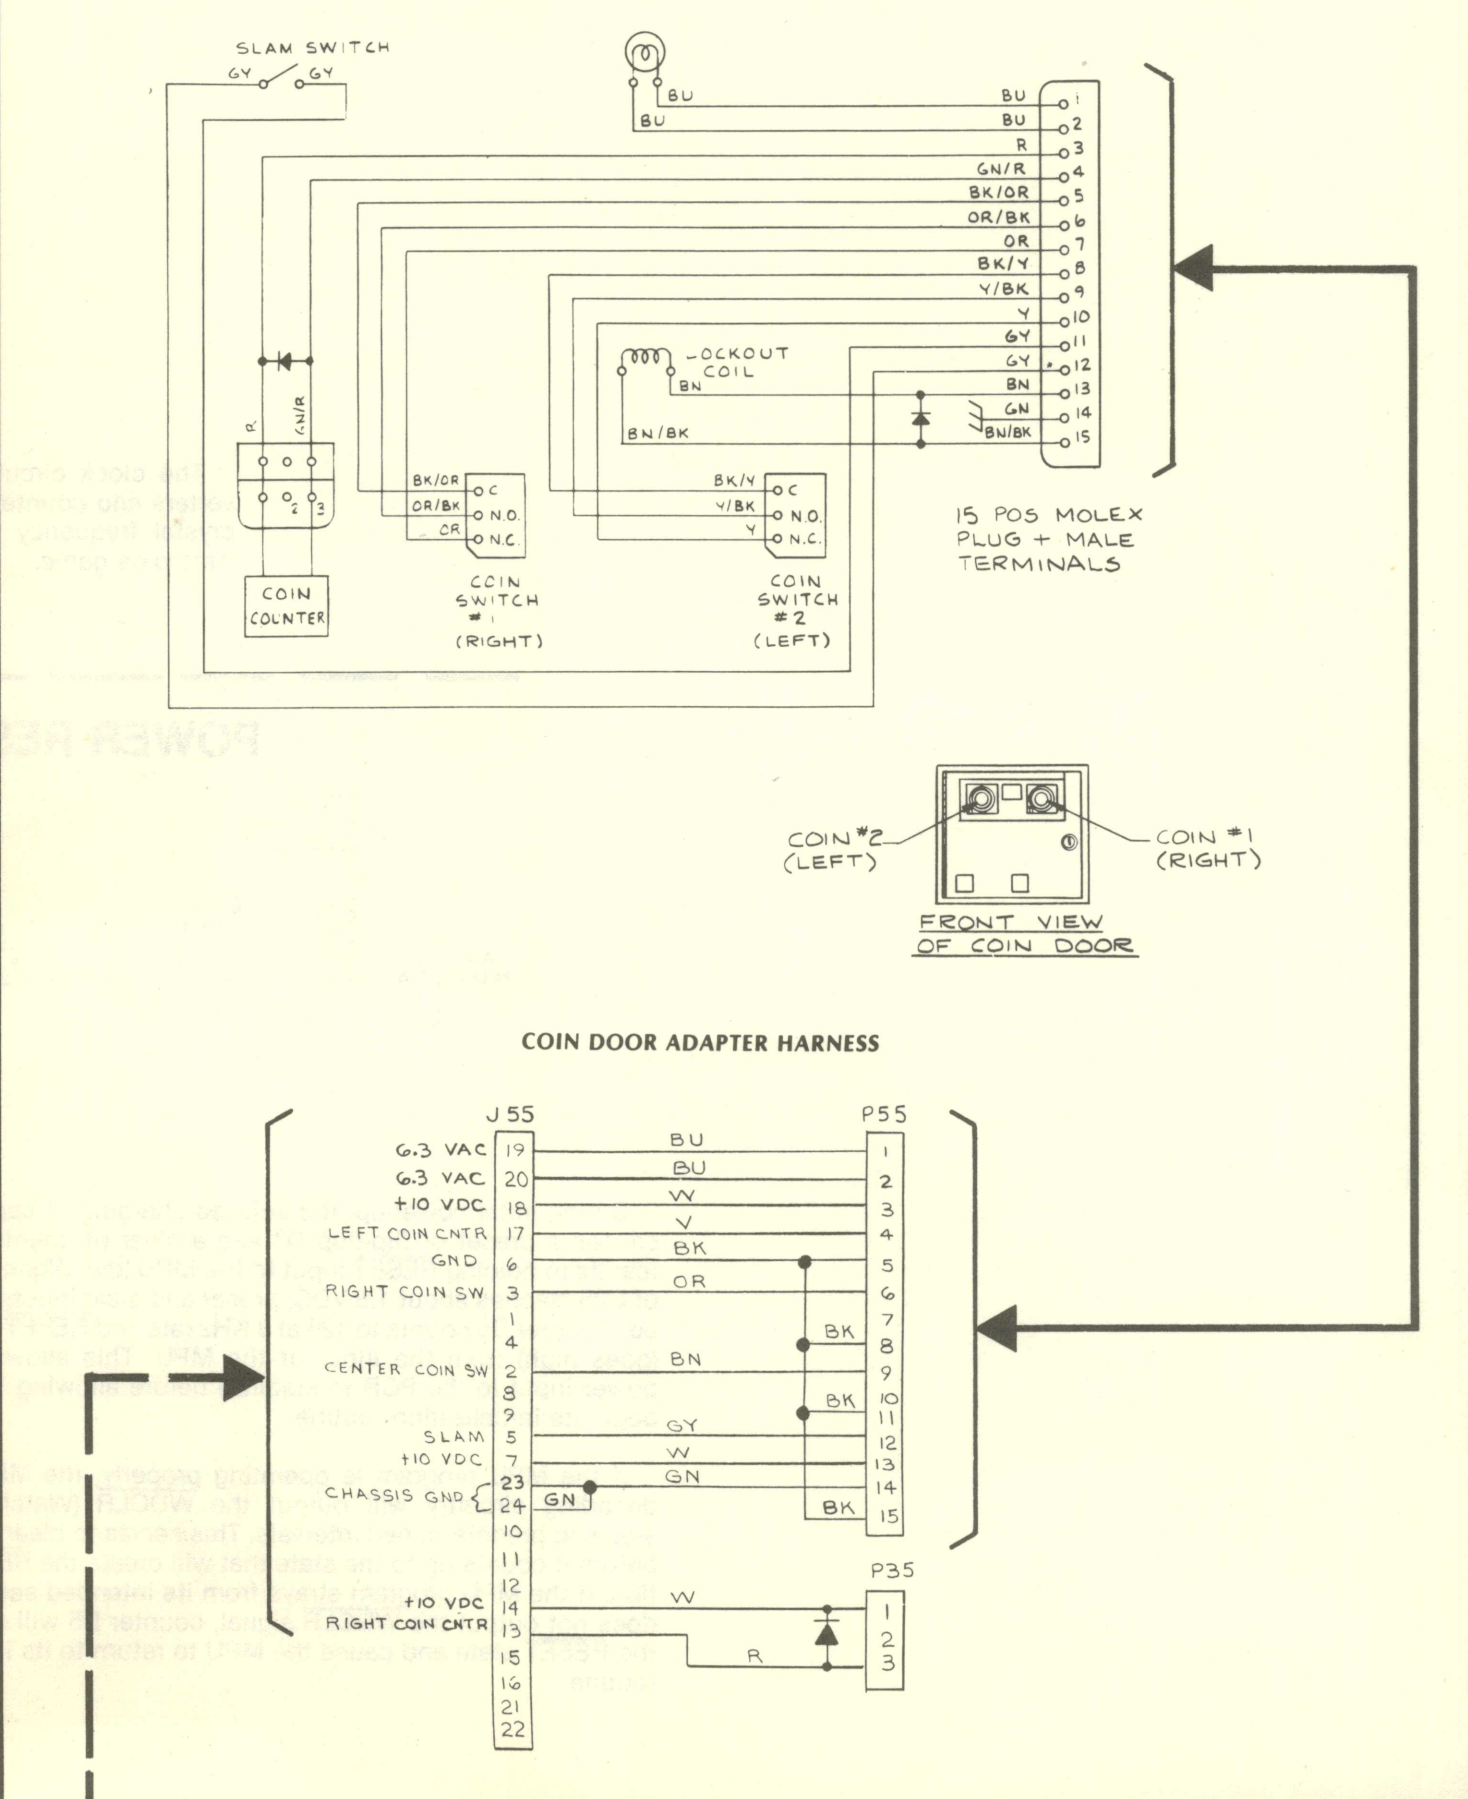 SLAM SWITCH
GY GY
BU BU 1
BU BU 2
R 3
GN/R 4
BK/OR 5
OR/BK 6
OR 7
BK/Y 8
Y/BK 9
Y 10
GY 11
GY 12
BN 13
GN 14
BN/BK 15
LOCKOUT
COIL
BN
BN/BK
R GN/R
2 3
COIN
COUNTER
BK/OR C
OR/BK N.O.
OR N.C.
COIN
SWITCH
# 1
(RIGHT)
BK/Y C
Y/BK N.O.
Y N.C.
COIN
SWITCH
# 2
(LEFT)
15 POS MOLEX
PLUG + MALE
TERMINALS
COIN #2
(LEFT)
COIN #1
(RIGHT)
FRONT VIEW
OF COIN DOOR
COIN DOOR ADAPTER HARNESS
J55 P55
6.3 VAC 19 BU 1
6.3 VAC 20 BU 2
+10 VDC 18 W 3
LEFT COIN CNTR 17 V 4
GND 6 BK 5
RIGHT COIN SW 3 OR 6
1 7
4 BK 8
CENTER COIN SW 2 BN 9
8 10
9 BK 11
SLAM 5 GY 12
+10 VDC 7 W 13
CHASSIS GND { 23 GN 14
24 GN BK 15
10
11
12
P35
+10 VDC 14 W 1
2
RIGHT COIN CNTR 13 R 3
15
16
21
22